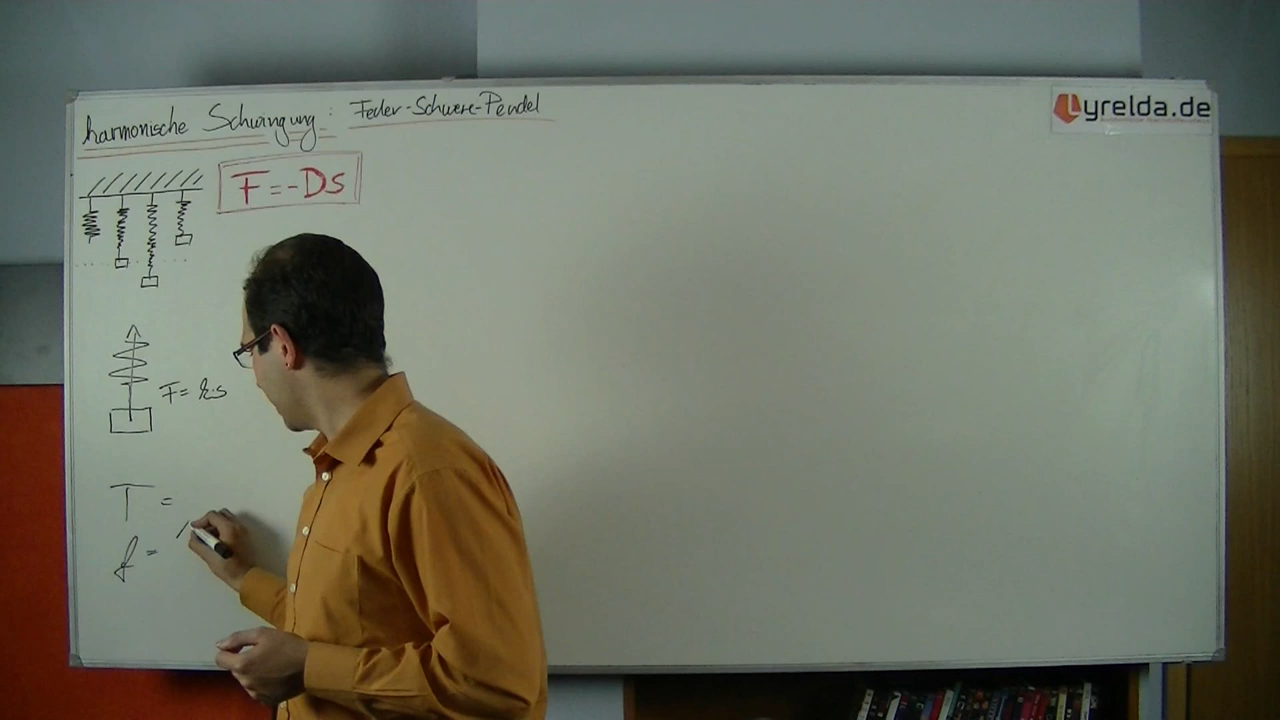 harmonische Schwingung: Feder-Schwere-Pendel
lyrelda.de
F = -Ds
F = k·s
T =
f =